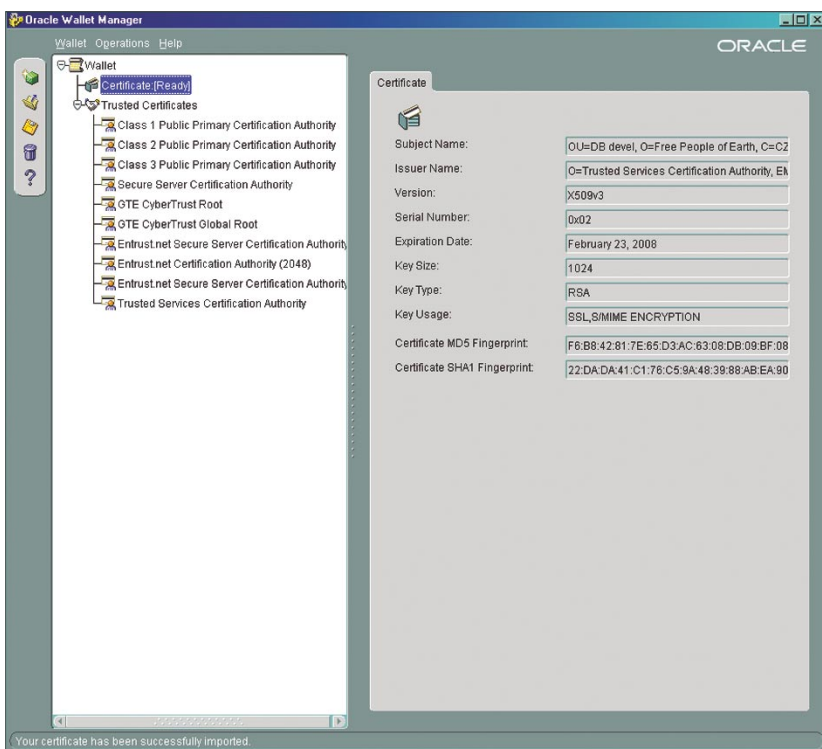 Oracle Wallet Manager
Wallet Operations Help
ORACLE
Wallet
Certificate:[Ready]
Trusted Certificates
Class 1 Public Primary Certification Authority
Class 2 Public Primary Certification Authority
Class 3 Public Primary Certification Authority
Secure Server Certification Authority
GTE CyberTrust Root
GTE CyberTrust Global Root
Entrust.net Secure Server Certification Authorit
Entrust.net Certification Authority (2048)
Entrust.net Secure Server Certification Authorit
Trusted Services Certification Authority
Certificate
Subject Name: OU=DB devel, O=Free People of Earth, C=CZ
Issuer Name: O=Trusted Services Certification Authority, EM
Version: X509v3
Serial Number: 0x02
Expiration Date: February 23, 2008
Key Size: 1024
Key Type: RSA
Key Usage: SSL,S/MIME ENCRYPTION
Certificate MD5 Fingerprint: F6:B8:42:81:7E:65:D3:AC:63:08:DB:09:BF:08
Certificate SHA1 Fingerprint: 22:DA:DA:41:C1:76:C5:9A:48:39:88:AB:EA:90
Your certificate has been successfully imported.